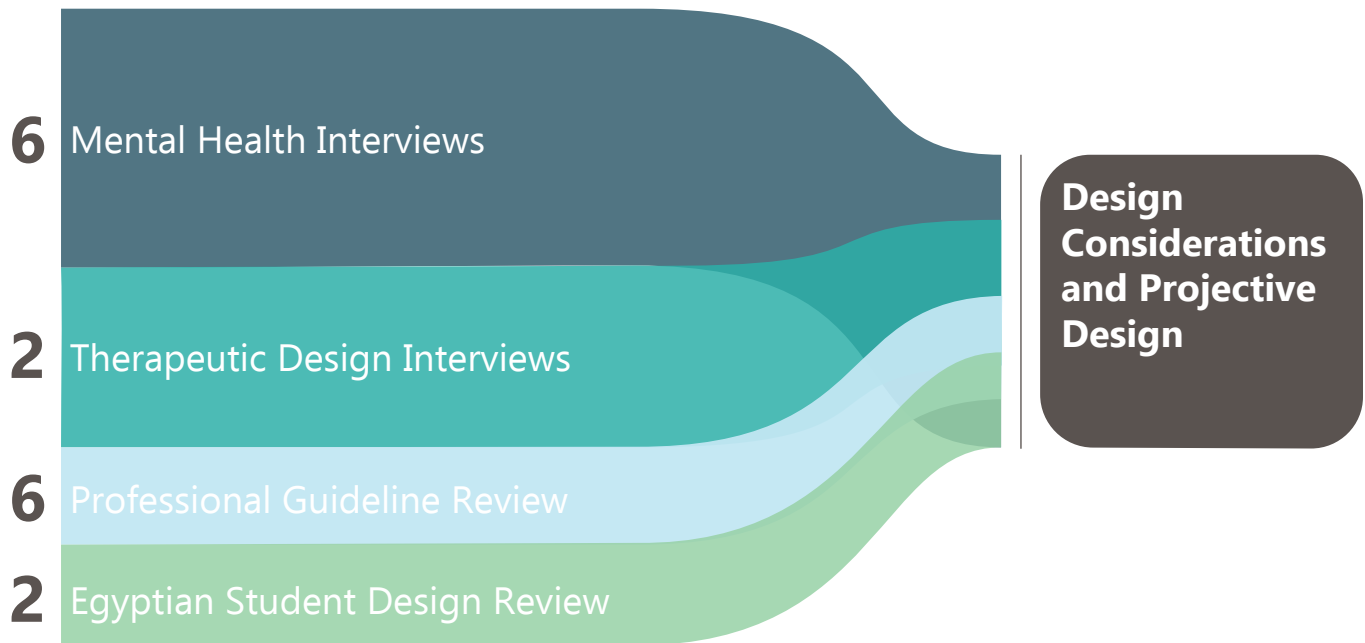 6 Mental Health Interviews
2 Therapeutic Design Interviews
6 Professional Guideline Review
2 Egyptian Student Design Review
Design
Considerations
and Projective
Design